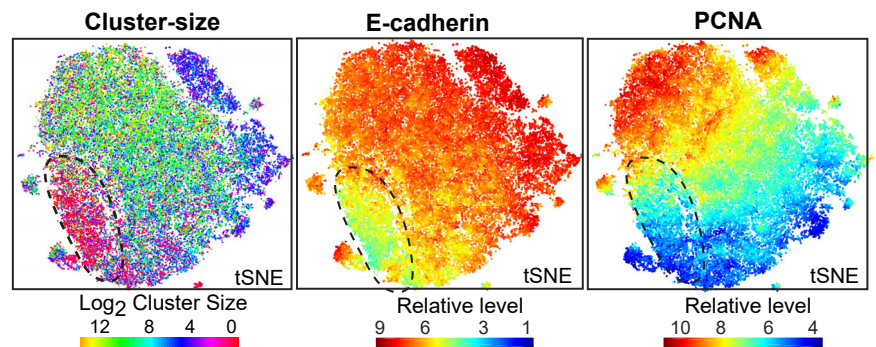 Cluster-size
E-cadherin
PCNA
tSNE
tSNE
tSNE
Log2 Cluster Size
12 8 4 0
Relative level
9 6 3 1
Relative level
10 8 6 4